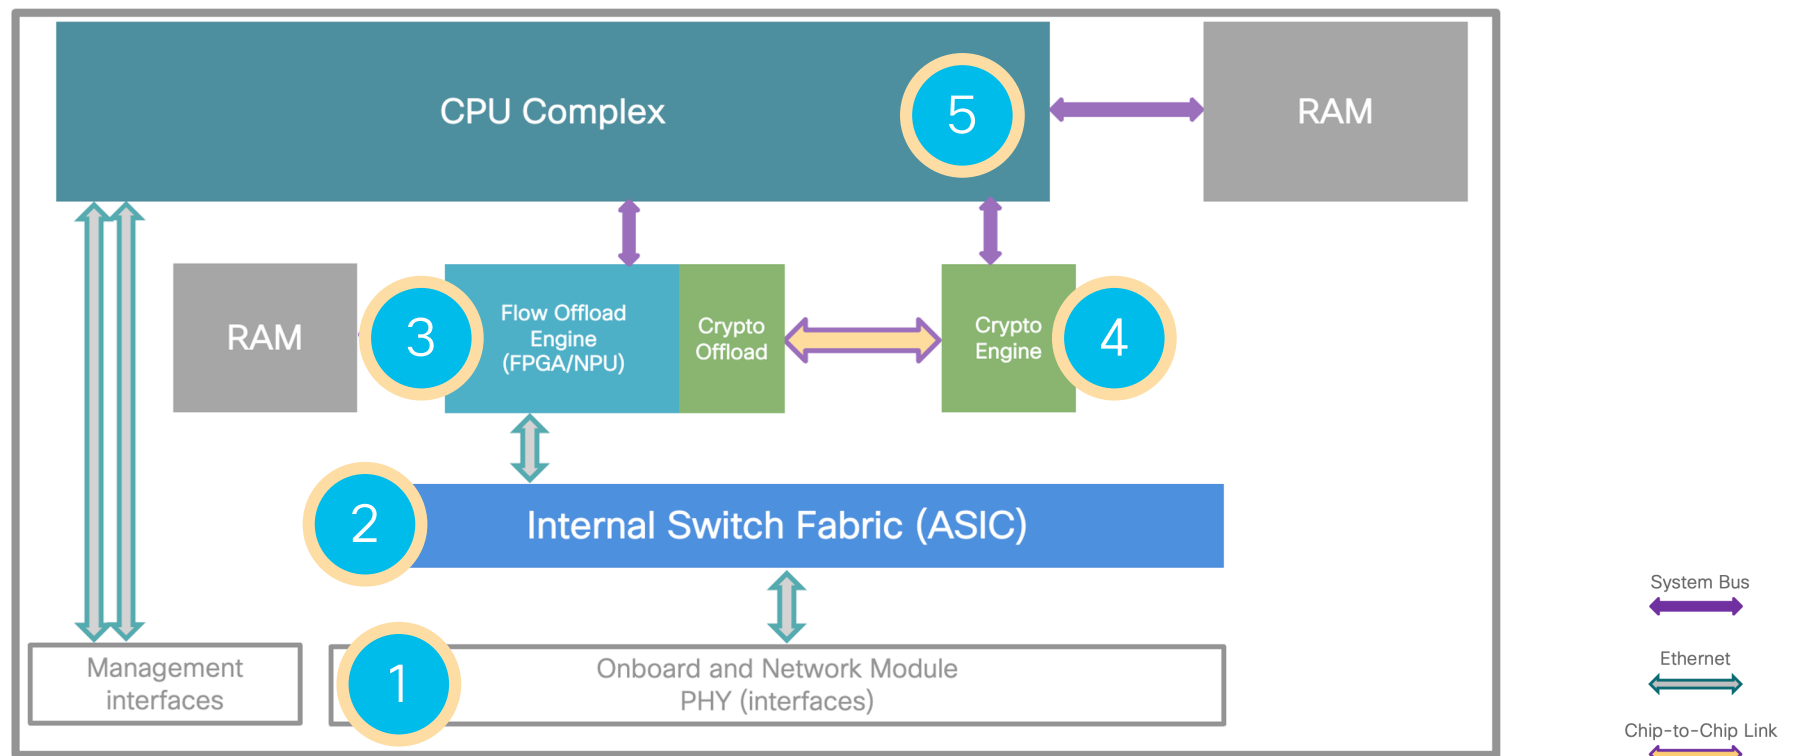 CPU Complex
5
RAM
RAM
3
Flow Offload
Engine
(FPGA/NPU)
Crypto
Offload
Crypto
Engine
4
2
Internal Switch Fabric (ASIC)
System Bus
Ethernet
Chip-to-Chip Link
Management
interfaces
1
Onboard and Network Module
PHY (interfaces)